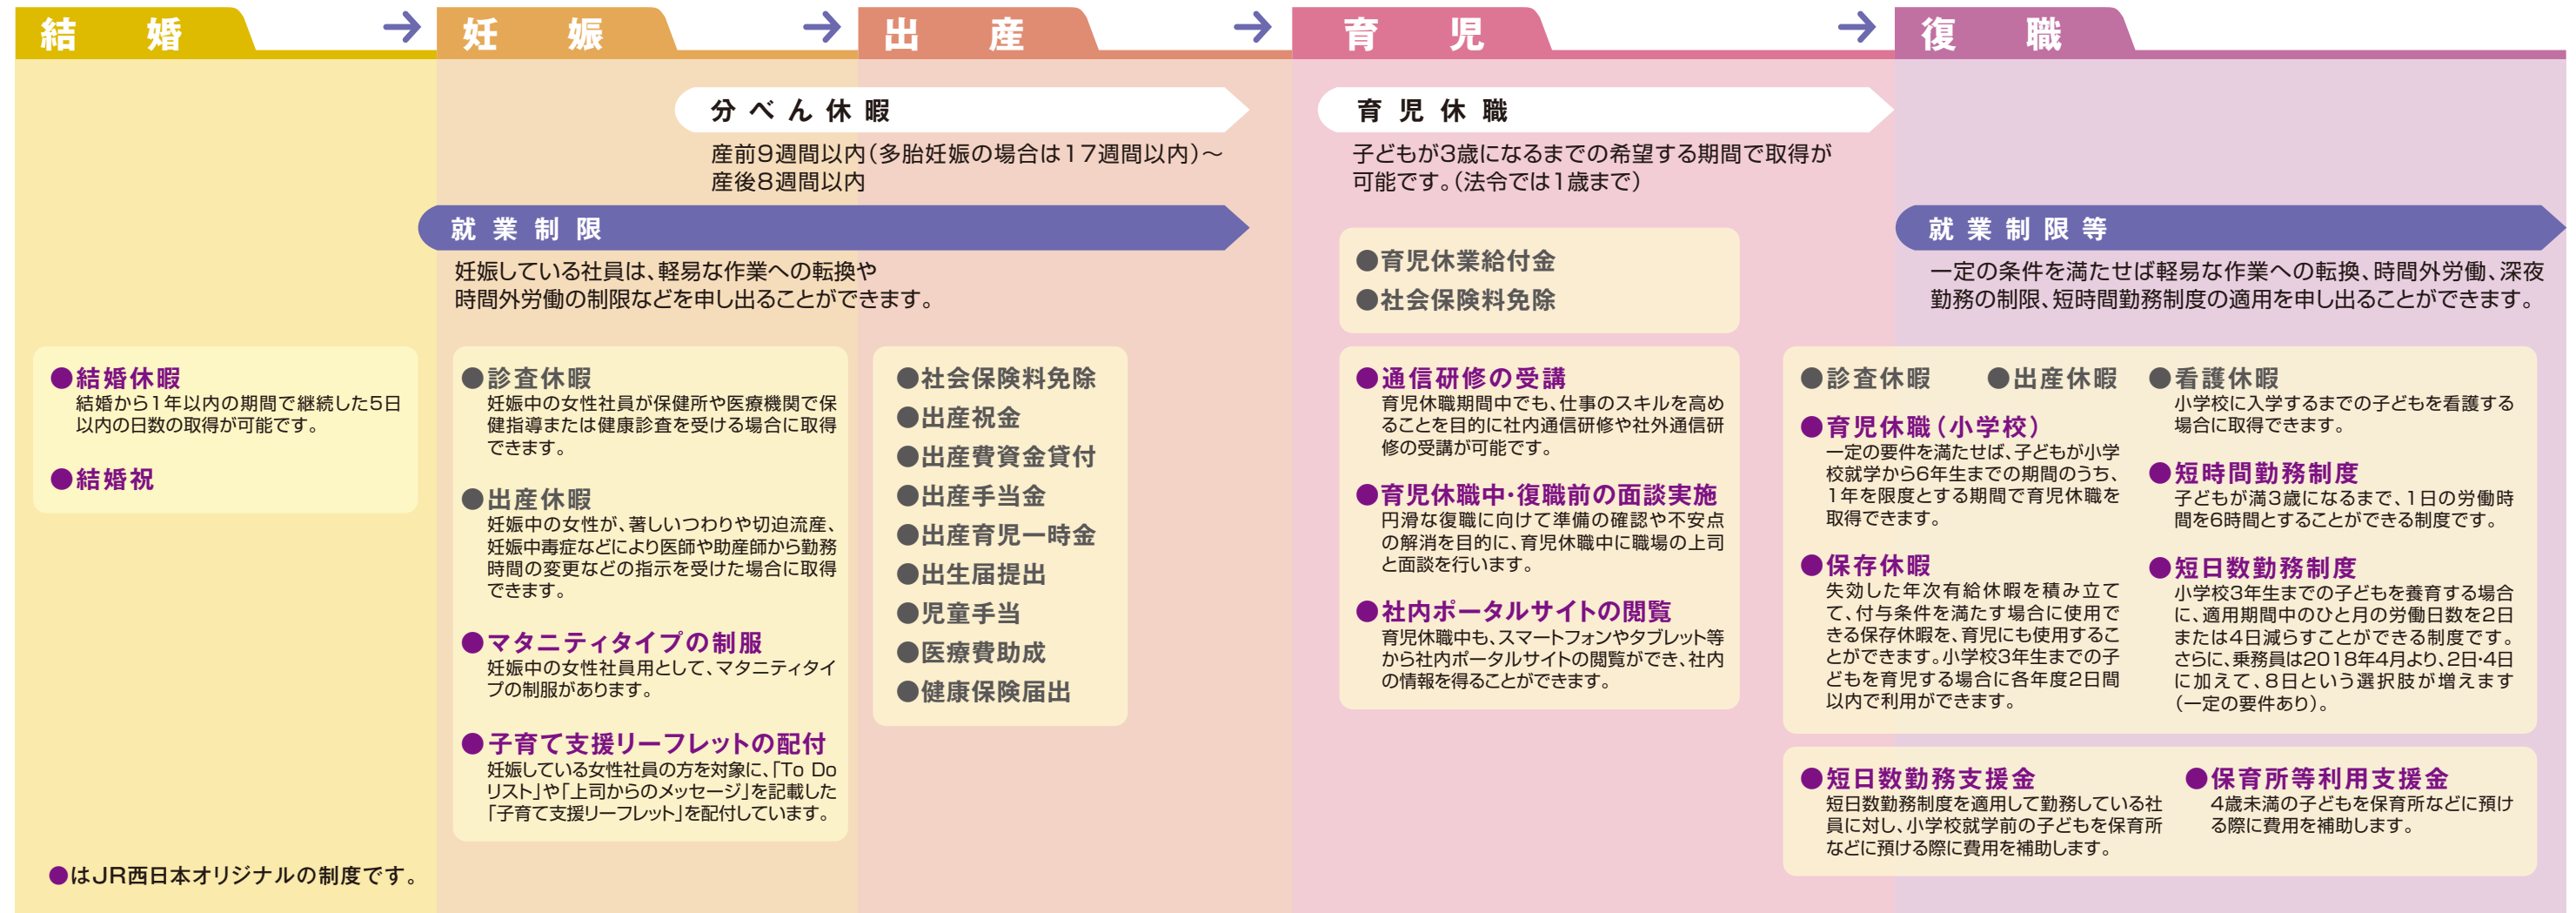 結婚
→
妊娠
→
出産
→
育児
→
復職
分べん休暇
産前9週間以内(多胎妊娠の場合は17週間以内)～
産後8週間以内
育児休職
子どもが3歳になるまでの希望する期間で取得が
可能です。(法令では1歳まで)
就業制限
妊娠している社員は、軽易な作業への転換や
時間外労働の制限などを申し出ることができます。
就業制限等
一定の条件を満たせば軽易な作業への転換、時間外労働、深夜
勤務の制限、短時間勤務制度の適用を申し出ることができます。
●結婚休暇
結婚から1年以内の期間で継続した5日
以内の日数の取得が可能です。
●結婚祝
●はJR西日本オリジナルの制度です。
●診査休暇
妊娠中の女性社員が保健所や医療機関で保
健指導または健康診査を受ける場合に取得
できます。
●出産休暇
妊娠中の女性が、著しいつわりや切迫流産、
妊娠中毒症などにより医師や助産師から勤務
時間の変更などの指示を受けた場合に取得
できます。
●マタニティタイプの制服
妊娠中の女性社員用として、マタニティタイ
プの制服があります。
●子育て支援リーフレットの配付
妊娠している女性社員の方を対象に、「To Do
リスト」や「上司からのメッセージ」を記載した
「子育て支援リーフレット」を配付しています。
●社会保険料免除
●出産祝金
●出産費資金貸付
●出産手当金
●出産育児一時金
●出生届提出
●児童手当
●医療費助成
●健康保険届出
●育児休業給付金
●社会保険料免除
●通信研修の受講
育児休職期間中でも、仕事のスキルを高め
ることを目的に社内通信研修や社外通信研
修の受講が可能です。
●育児休職中・復職前の面談実施
円滑な復職に向けて準備の確認や不安点
の解消を目的に、育児休職中に職場の上司
と面談を行います。
●社内ポータルサイトの閲覧
育児休職中も、スマートフォンやタブレット等
から社内ポータルサイトの閲覧ができ、社内
の情報を得ることができます。
●診査休暇
●出産休暇
●育児休職(小学校)
一定の要件を満たせば、子どもが小学
校就学から6年生までの期間のうち、
1年を限度とする期間で育児休職を
取得できます。
●保存休暇
失効した年次有給休暇を積み立て
て、付与条件を満たす場合に使用で
きる保存休暇を、育児にも使用するこ
とができます。小学校3年生までの子
どもを育児する場合に各年度2日間
以内で利用ができます。
●看護休暇
小学校に入学するまでの子どもを看護する
場合に取得できます。
●短時間勤務制度
子どもが満3歳になるまで、1日の労働時
間を6時間とすることができる制度です。
●短日数勤務制度
小学校3年生までの子どもを養育する場合
に、適用期間中のひと月の労働日数を2日
または4日減らすことができる制度です。
さらに、乗務員は2018年4月より、2日・4日
に加えて、8日という選択肢が増えます
(一定の要件あり)。
●短日数勤務支援金
短日数勤務制度を適用して勤務している社
員に対し、小学校就学前の子どもを保育所
などに預ける際に費用を補助します。
●保育所等利用支援金
4歳未満の子どもを保育所などに預け
る際に費用を補助します。